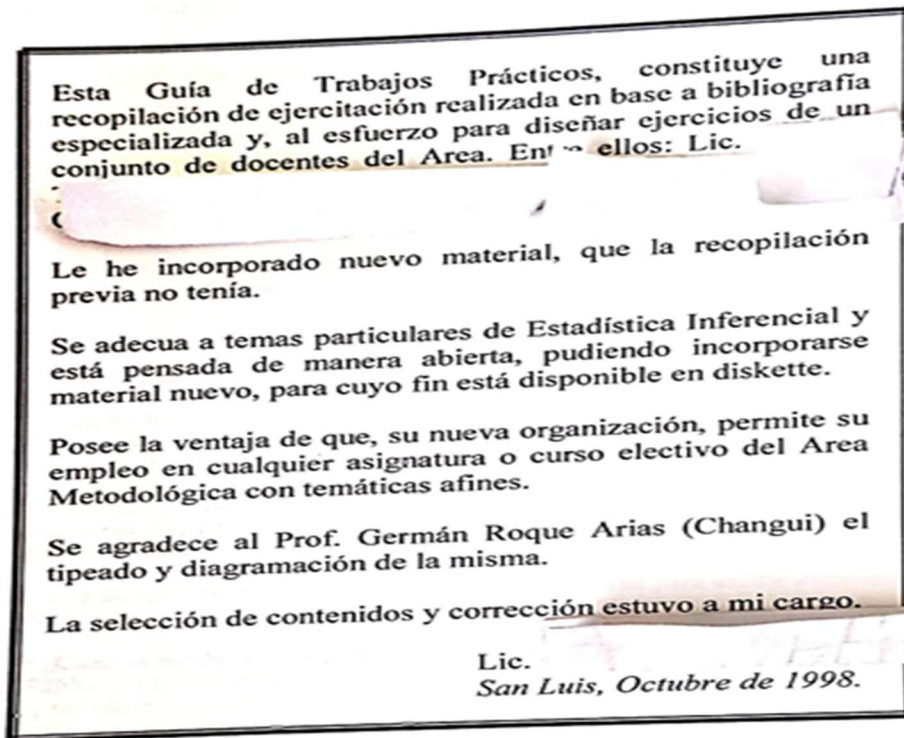 Esta Guía de Trabajos Prácticos, constituye una
recopilación de ejercitación realizada en base a bibliografía
especializada y, al esfuerzo para diseñar ejercicios de un
conjunto de docentes del Area. Entre ellos: Lic.
Le he incorporado nuevo material, que la recopilación
previa no tenía.
Se adecua a temas particulares de Estadística Inferencial y
está pensada de manera abierta, pudiendo incorporarse
material nuevo, para cuyo fin está disponible en diskette.
Posee la ventaja de que, su nueva organización, permite su
empleo en cualquier asignatura o curso electivo del Area
Metodológica con temáticas afines.
Se agradece al Prof. Germán Roque Arias (Changui) el
tipeado y diagramación de la misma.
La selección de contenidos y corrección estuvo a mi cargo.
Lic.
San Luis, Octubre de 1998.